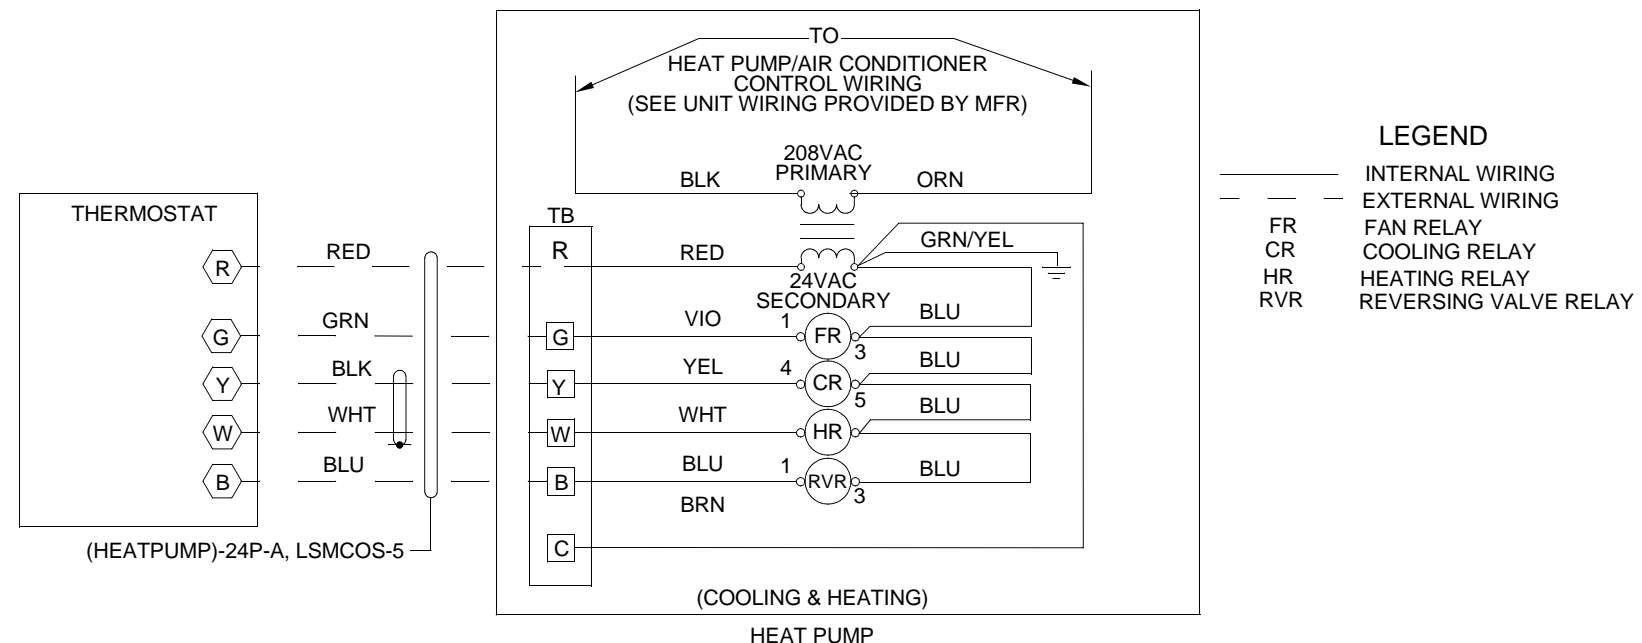 TO
HEAT PUMP/AIR CONDITIONER
CONTROL WIRING
(SEE UNIT WIRING PROVIDED BY MFR)
208VAC
PRIMARY
BLK
ORN
THERMOSTAT
TB
R
RED
R
RED
GRN/YEL
24VAC
SECONDARY
G
GRN
G
VIO
1
FR
3
BLU
Y
BLK
Y
YEL
4
CR
5
BLU
W
WHT
W
WHT
HR
BLU
B
BLU
B
BLU
1
RVR
3
BLU
BRN
C
(HEATPUMP)-24P-A, LSMCOS-5
(COOLING & HEATING)
HEAT PUMP
LEGEND
INTERNAL WIRING
EXTERNAL WIRING
FR FAN RELAY
CR COOLING RELAY
HR HEATING RELAY
RVR REVERSING VALVE RELAY